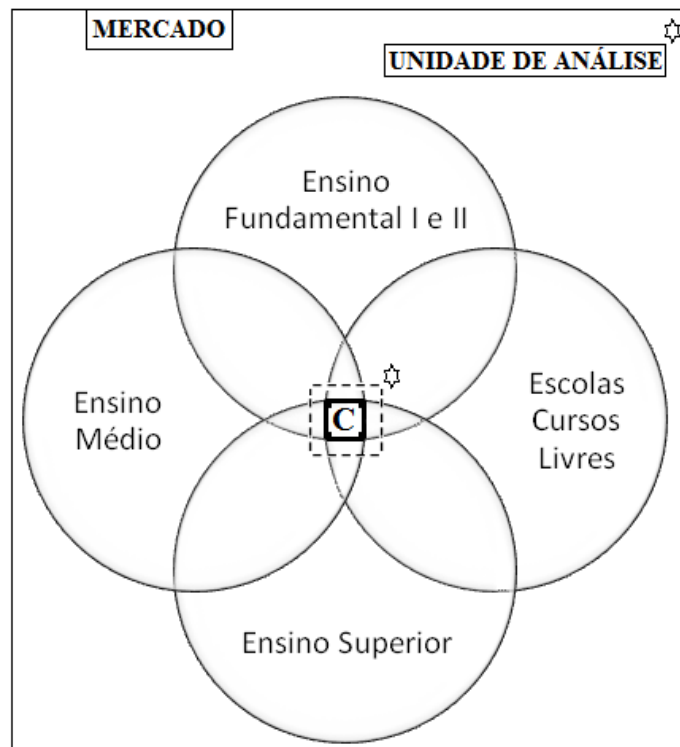 MERCADO
UNIDADE DE ANÁLISE
Ensino
Fundamental I e II
Ensino
Médio
C
Escolas
Cursos
Livres
Ensino Superior